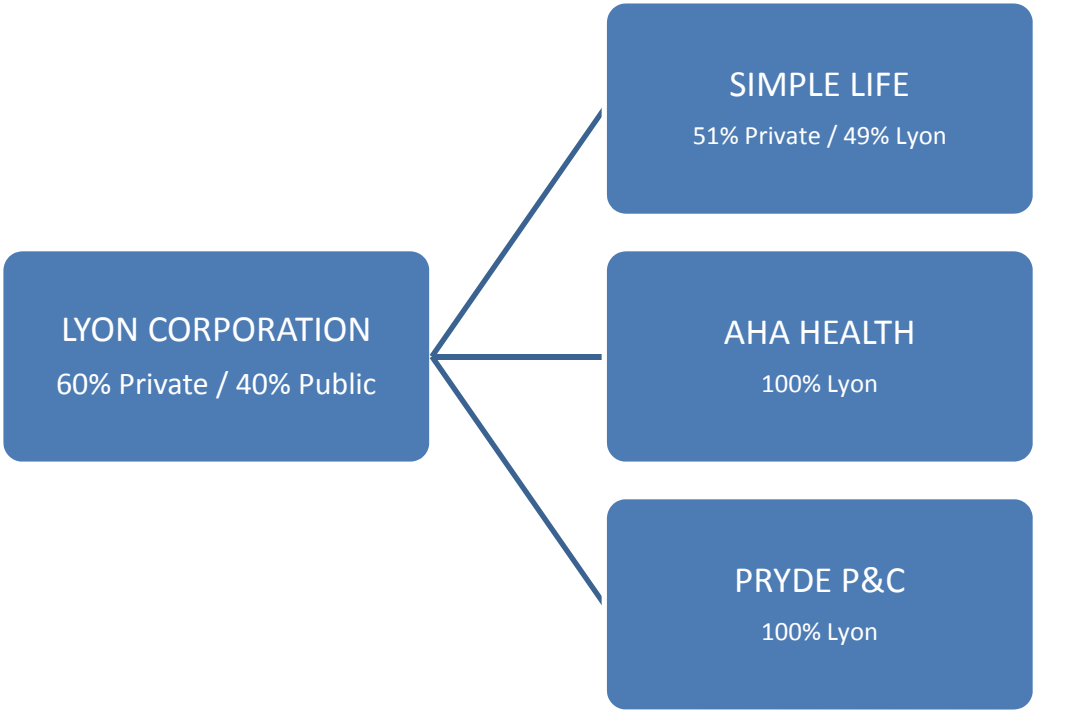 LYON CORPORATION
60% Private / 40% Public
SIMPLE LIFE
51% Private / 49% Lyon
AHA HEALTH
100% Lyon
PRYDE P&C
100% Lyon